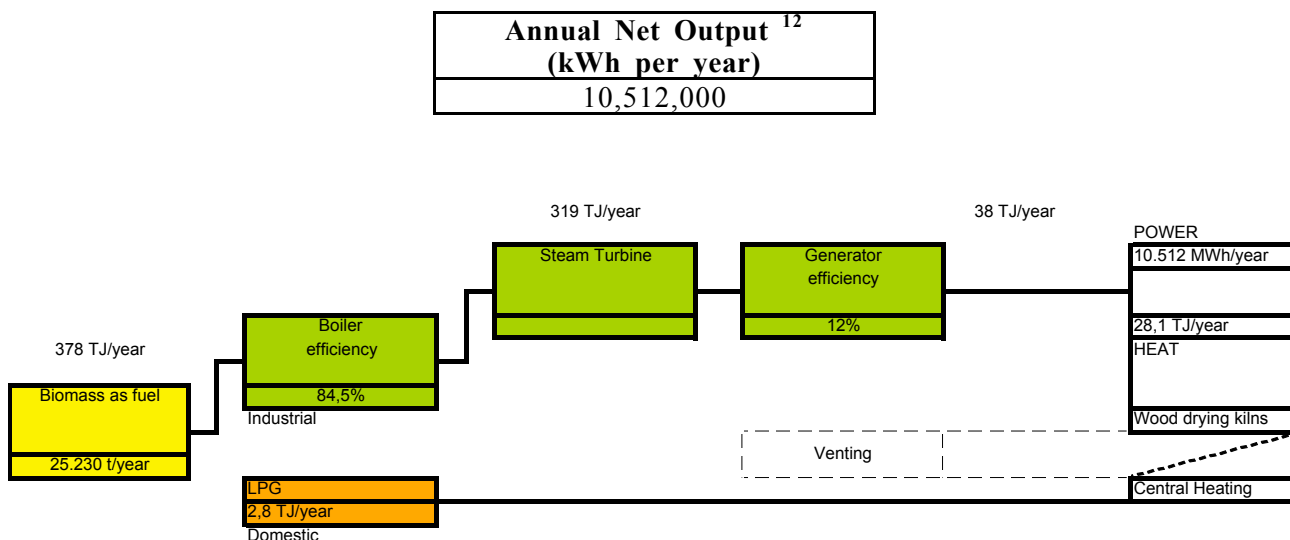 Annual Net Output 12
(kWh per year)
10,512,000
319 TJ/year
38 TJ/year
POWER
Steam Turbine
Generator
efficiency
10.512 MWh/year
12%
28,1 TJ/year
Boiler
efficiency
378 TJ/year
HEAT
Biomass as fuel
84,5%
Industrial
Wood drying kilns
25.230 t/year
Venting
LPG
Central Heating
2,8 TJ/year
Domestic